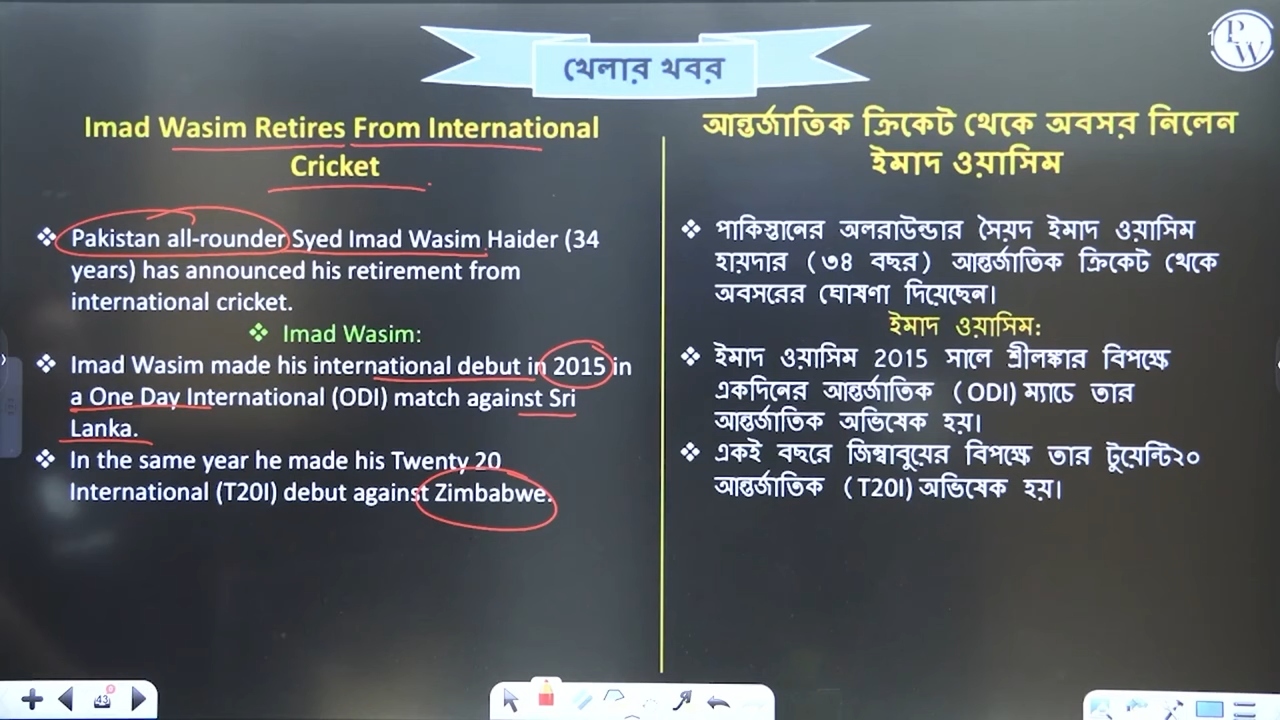 খেলার খবর
PW
Imad Wasim Retires From International
Cricket
❖ Pakistan all-rounder Syed Imad Wasim Haider (34
years) has announced his retirement from
international cricket.
❖ Imad Wasim:
❖ Imad Wasim made his international debut in 2015 in
a One Day International (ODI) match against Sri
Lanka.
❖ In the same year he made his Twenty 20
International (T20I) debut against Zimbabwe.
আন্তর্জাতিক ক্রিকেট থেকে অবসর নিলেন
ইমাদ ওয়াসিম
❖ পাকিস্তানের অলরাউন্ডার সৈয়দ ইমাদ ওয়াসিম
হায়দার (৩৪ বছর) আন্তর্জাতিক ক্রিকেট থেকে
অবসরের ঘোষণা দিয়েছেন।
ইমাদ ওয়াসিম:
❖ ইমাদ ওয়াসিম 2015 সালে শ্রীলঙ্কার বিপক্ষে
একদিনের আন্তর্জাতিক (ODI) ম্যাচে তার
আন্তর্জাতিক অভিষেক হয়।
❖ একই বছরে জিম্বাবুয়ের বিপক্ষে তার টুয়েন্টি২০
আন্তর্জাতিক (T20I) অভিষেক হয়।
43